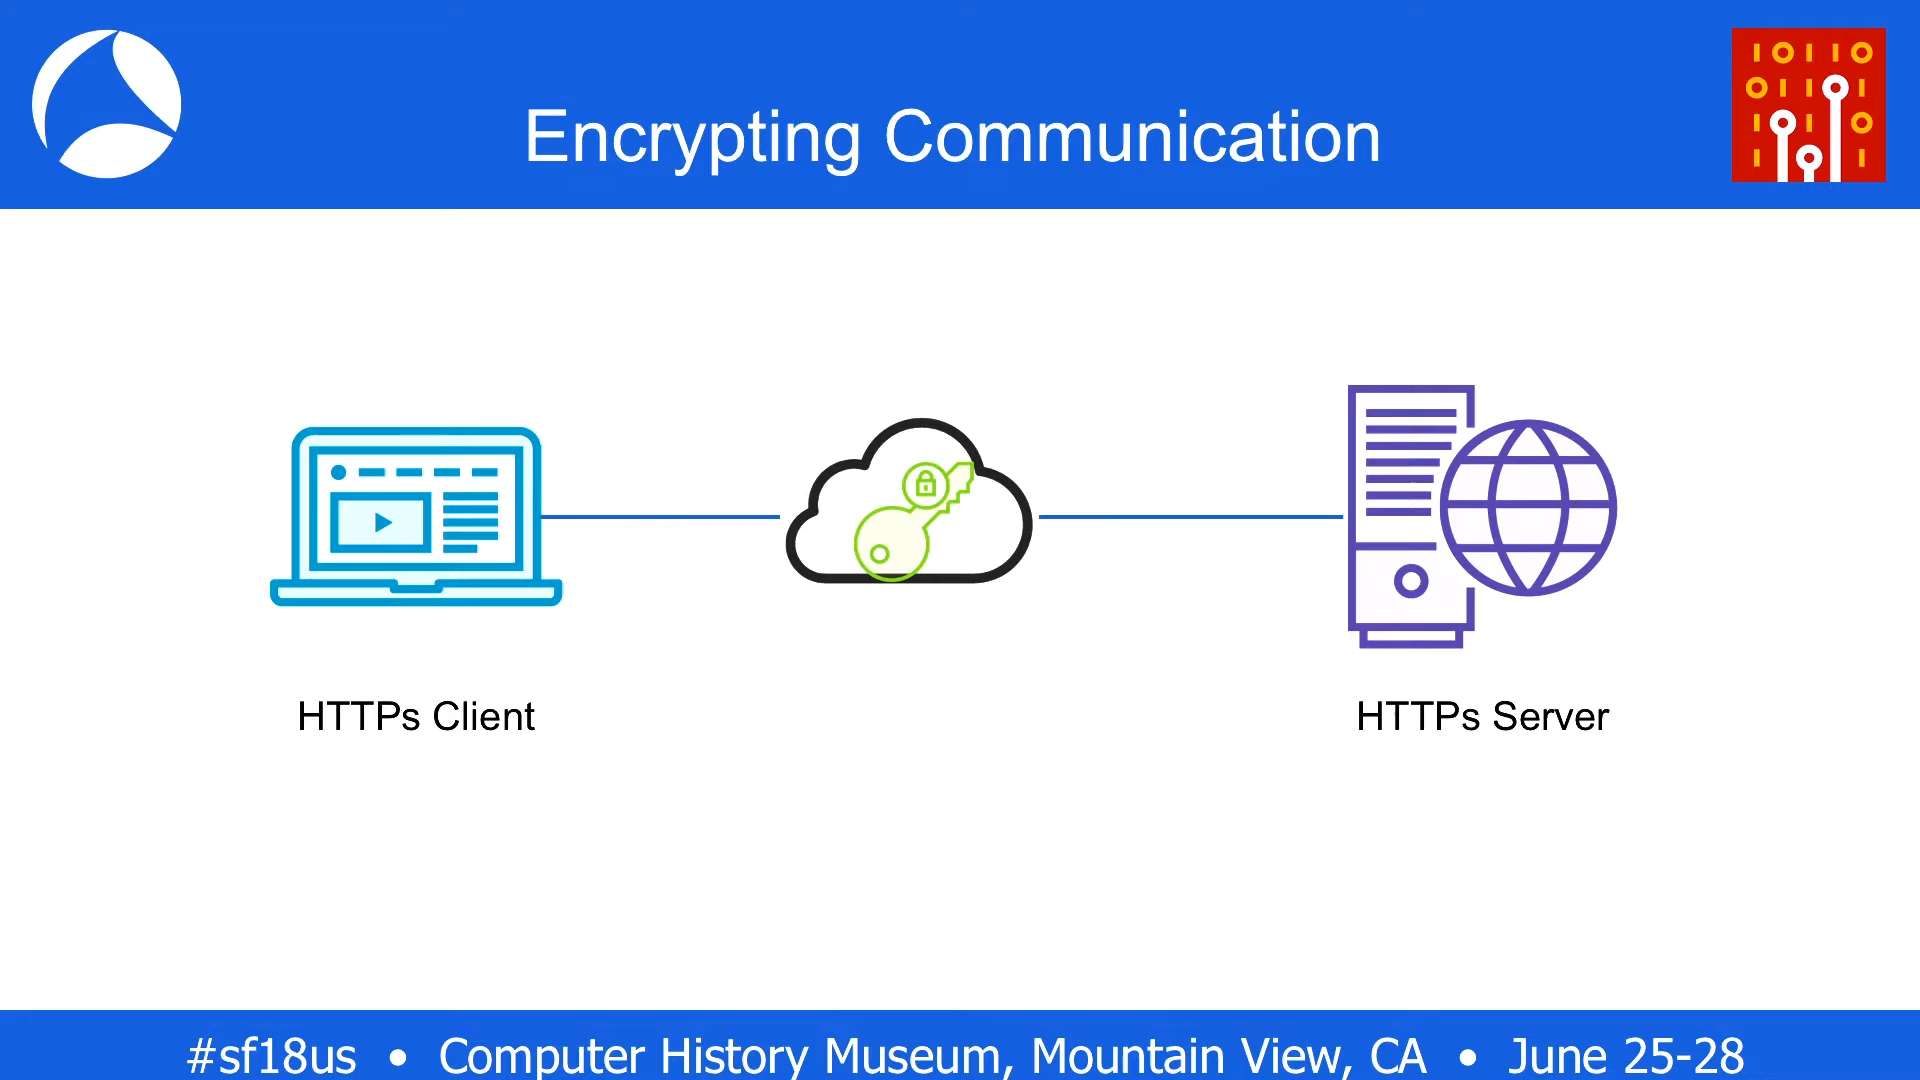 Encrypting Communication
HTTPs Client
HTTPs Server
#sf18us • Computer History Museum, Mountain View, CA • June 25-28